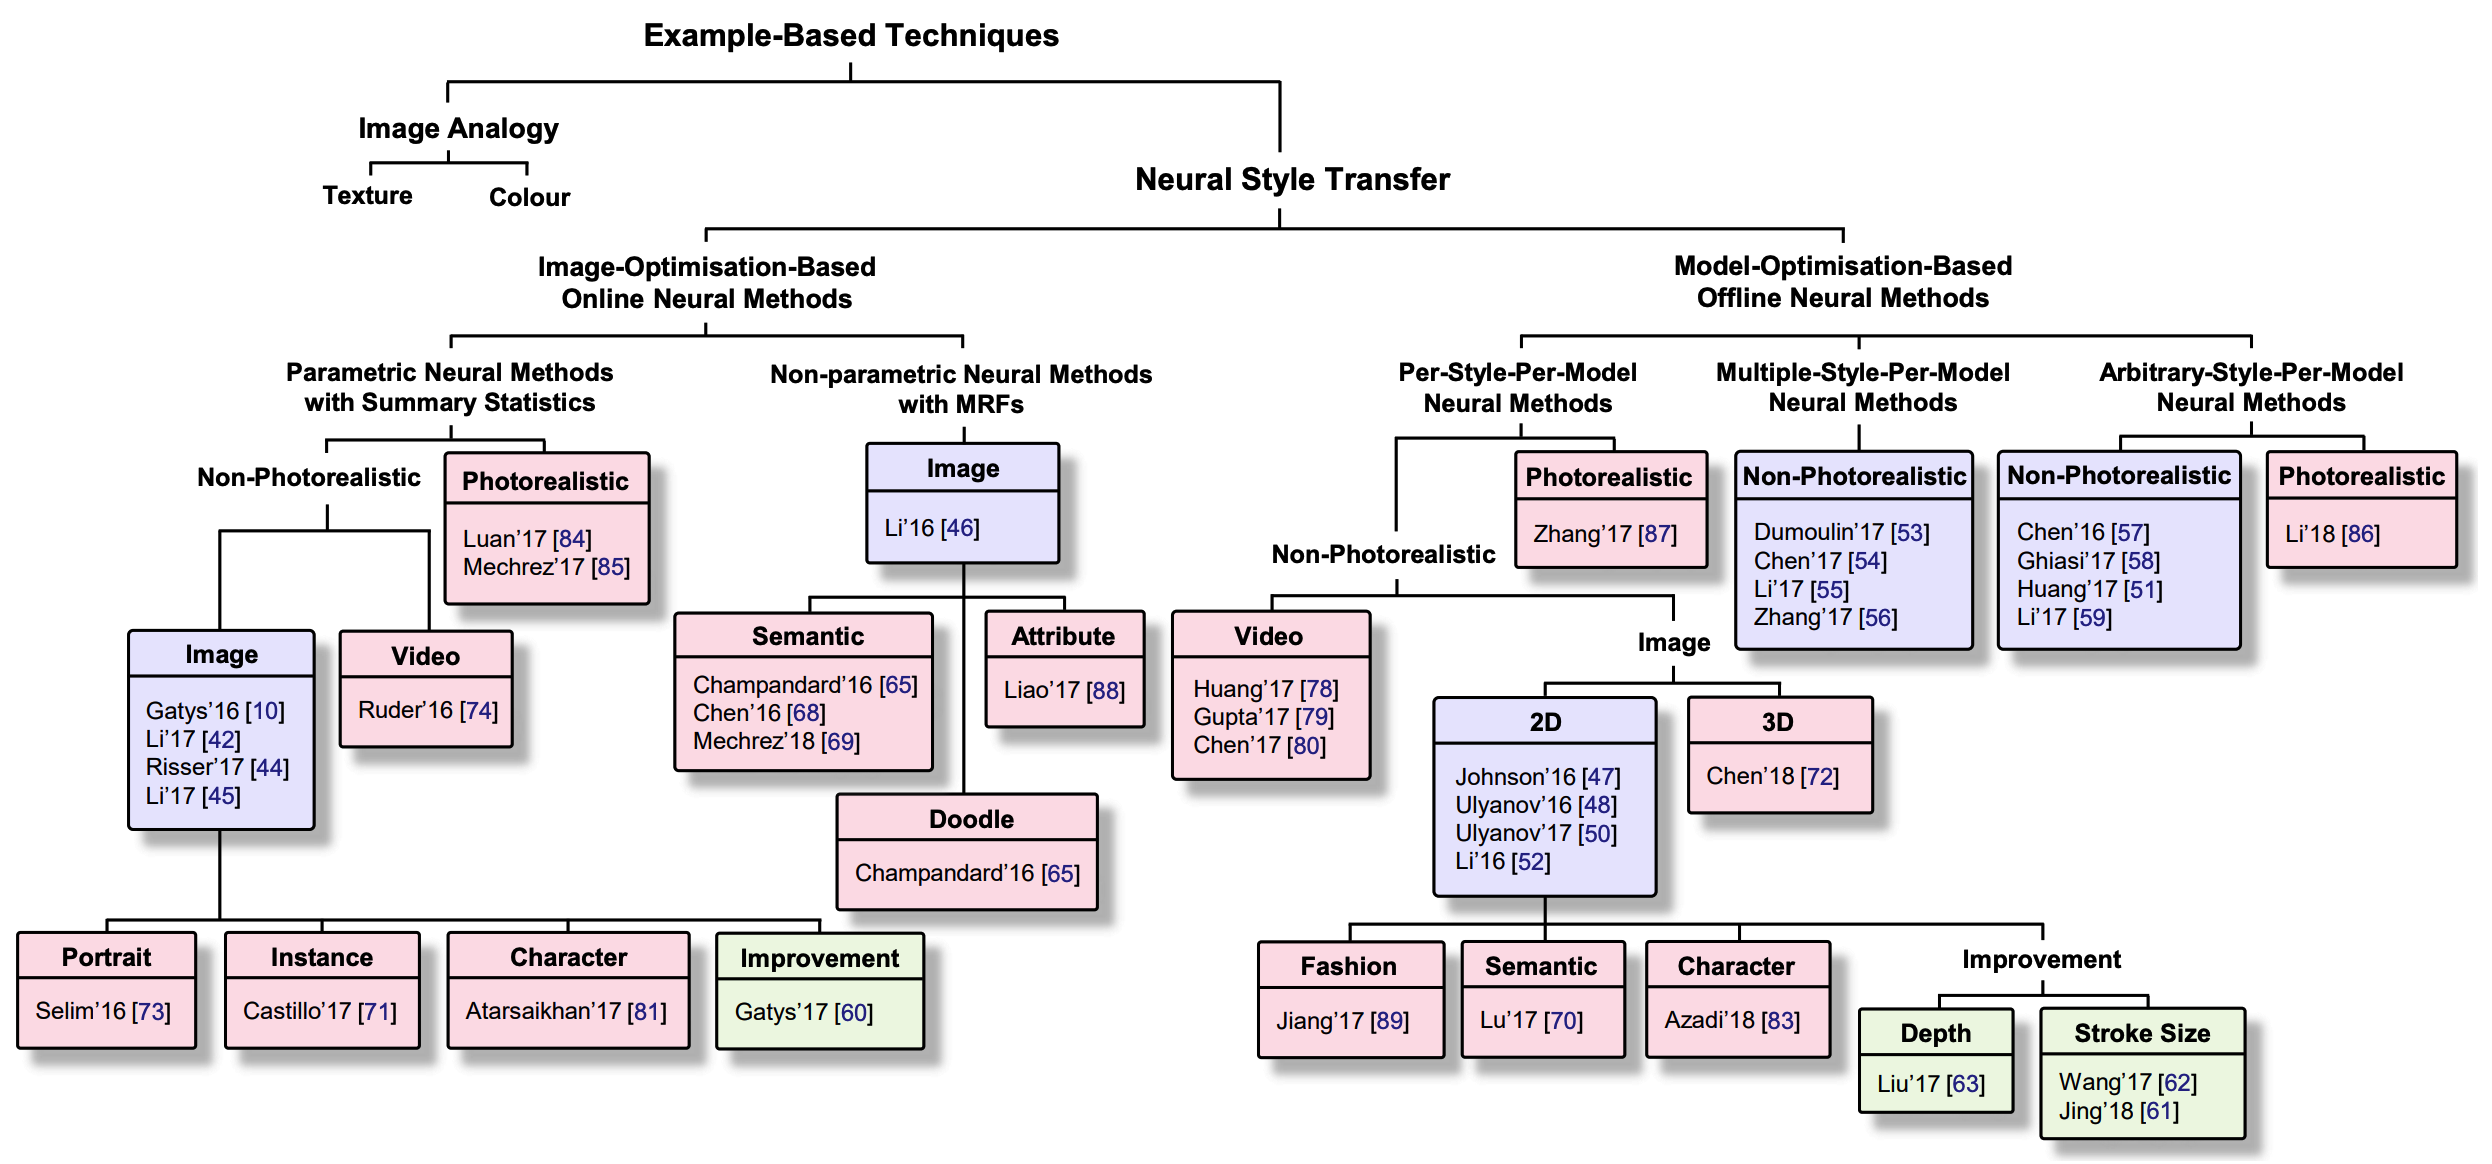 Example-Based Techniques
Image Analogy
Texture
Colour
Neural Style Transfer
Image-Optimisation-Based
Online Neural Methods
Parametric Neural Methods
with Summary Statistics
Non-Photorealistic
Image
Gatys’16 [10]
Li’17 [42]
Risser’17 [44]
Li’17 [45]
Portrait
Selim’16 [73]
Instance
Castillo’17 [71]
Character
Atarsaikhan’17 [81]
Improvement
Gatys’17 [60]
Video
Ruder’16 [74]
Photorealistic
Luan’17 [84]
Mechrez’17 [85]
Non-parametric Neural Methods
with MRFs
Image
Li’16 [46]
Semantic
Champandard’16 [65]
Chen’16 [68]
Mechrez’18 [69]
Doodle
Champandard’16 [65]
Attribute
Liao’17 [88]
Model-Optimisation-Based
Offline Neural Methods
Per-Style-Per-Model
Neural Methods
Non-Photorealistic
Video
Huang’17 [78]
Gupta’17 [79]
Chen’17 [80]
Image
2D
Johnson’16 [47]
Ulyanov’16 [48]
Ulyanov’17 [50]
Li’16 [52]
Fashion
Jiang’17 [89]
Semantic
Lu’17 [70]
Character
Azadi’18 [83]
Improvement
Depth
Liu’17 [63]
Stroke Size
Wang’17 [62]
Jing’18 [61]
3D
Chen’18 [72]
Photorealistic
Zhang’17 [87]
Multiple-Style-Per-Model
Neural Methods
Non-Photorealistic
Dumoulin’17 [53]
Chen’17 [54]
Li’17 [55]
Zhang’17 [56]
Arbitrary-Style-Per-Model
Neural Methods
Non-Photorealistic
Chen’16 [57]
Ghiasi’17 [58]
Huang’17 [51]
Li’17 [59]
Photorealistic
Li’18 [86]